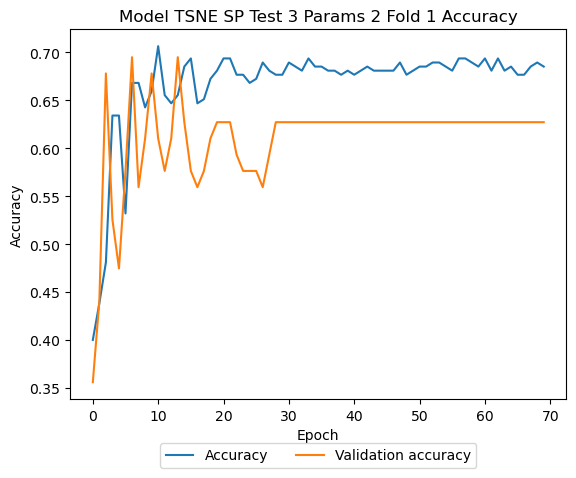 Model TSNE SP Test 3 Params 2 Fold 1 Accuracy
0.70
0.65
0.60
0.55
0.50
0.45
0.40
0.35
Accuracy
0 10 20 30 40 50 60 70
Epoch
Accuracy Validation accuracy